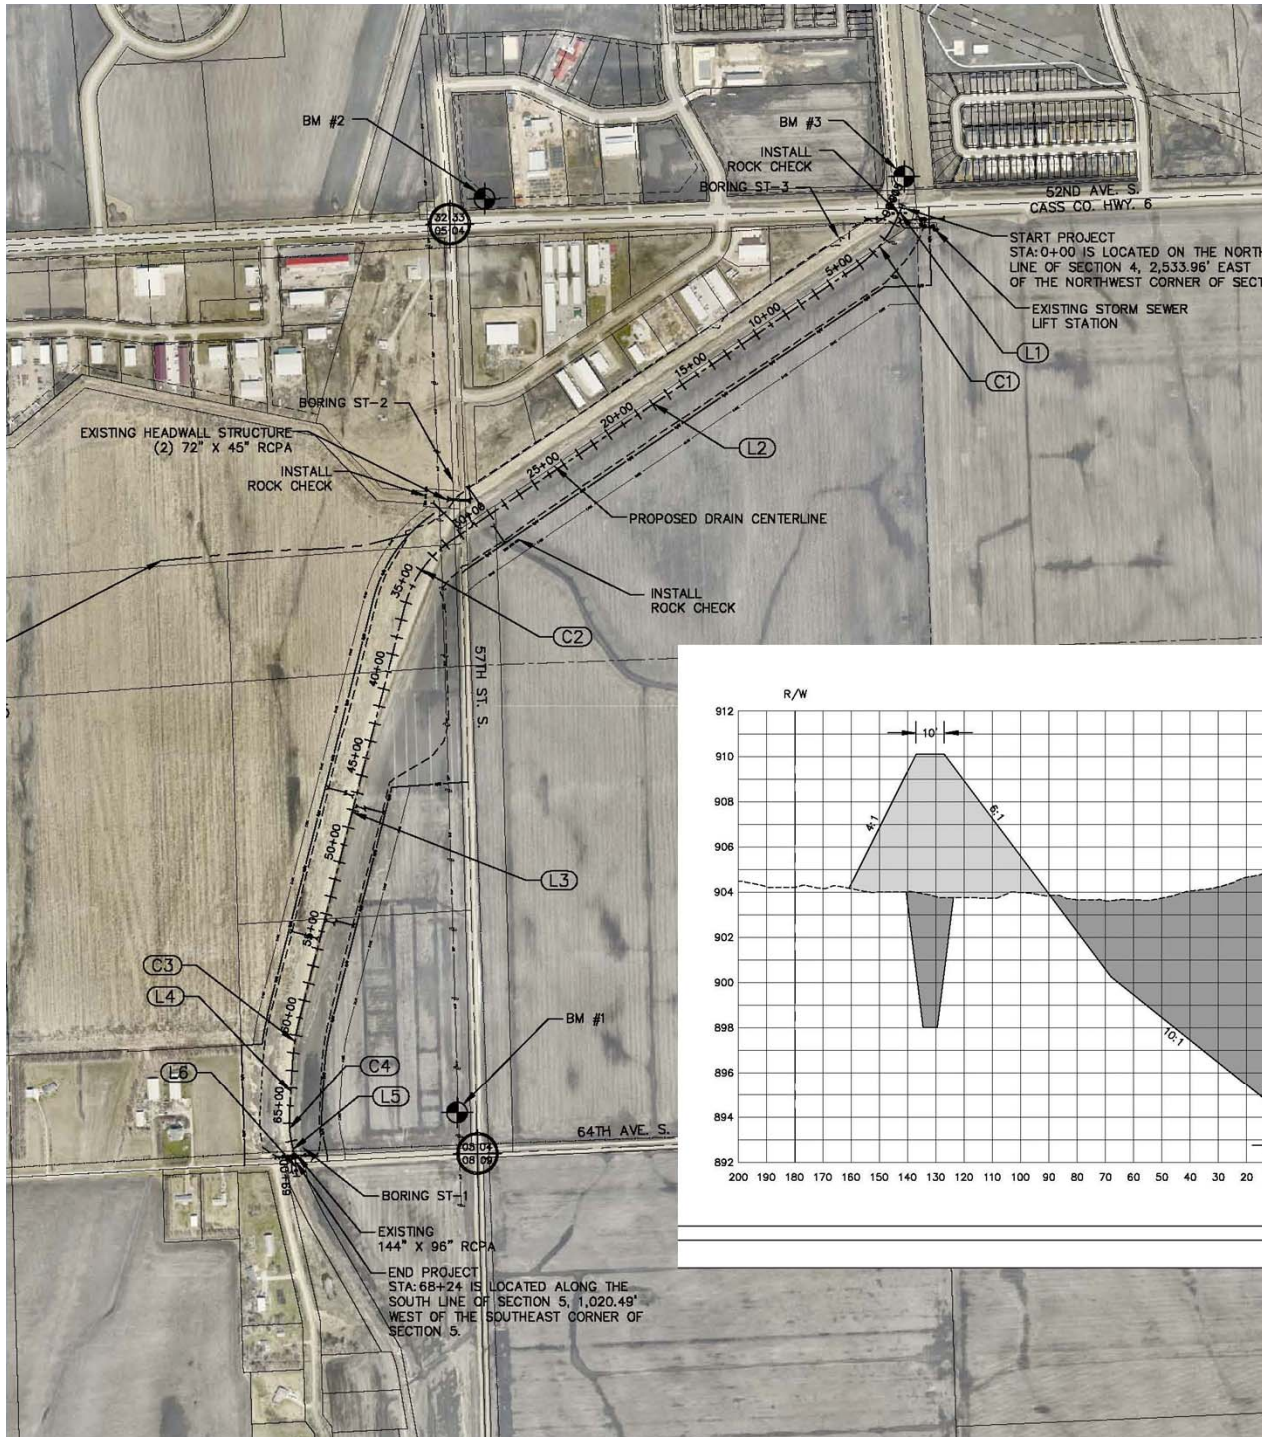 BM #2
BM #3
INSTALL
ROCK CHECK
BORING ST-3
52ND AVE. S.
CASS CO. HWY. 6
32 33
05 04
0+00
START PROJECT
STA: 0+00 IS LOCATED ON THE NORTH
LINE OF SECTION 4, 2,533.96' EAST
OF THE NORTHWEST CORNER OF SECT
EXISTING STORM SEWER
LIFT STATION
L1
C1
5+00
10+00
15+00
20+00
25+00
30+00
L2
BORING ST-2
EXISTING HEADWALL STRUCTURE
(2) 72" X 45" RCPA
INSTALL
ROCK CHECK
PROPOSED DRAIN CENTERLINE
INSTALL
ROCK CHECK
35+00
C2
57TH ST. S.
40+00
45+00
50+00
L3
55+00
C3
L4
60+00
BM #1
L6
C4
L5
65+00
64TH AVE. S.
08 09
69+00
BORING ST-1
EXISTING
144" X 96" RCPA
END PROJECT
STA: 68+24 IS LOCATED ALONG THE
SOUTH LINE OF SECTION 5, 1,020.49'
WEST OF THE SOUTHEAST CORNER OF
SECTION 5.
R/W
912
910
908
906
904
902
900
898
896
894
892
10'
4:1
6:1
10:1
200 190 180 170 160 150 140 130 120 110 100 90 80 70 60 50 40 30 20